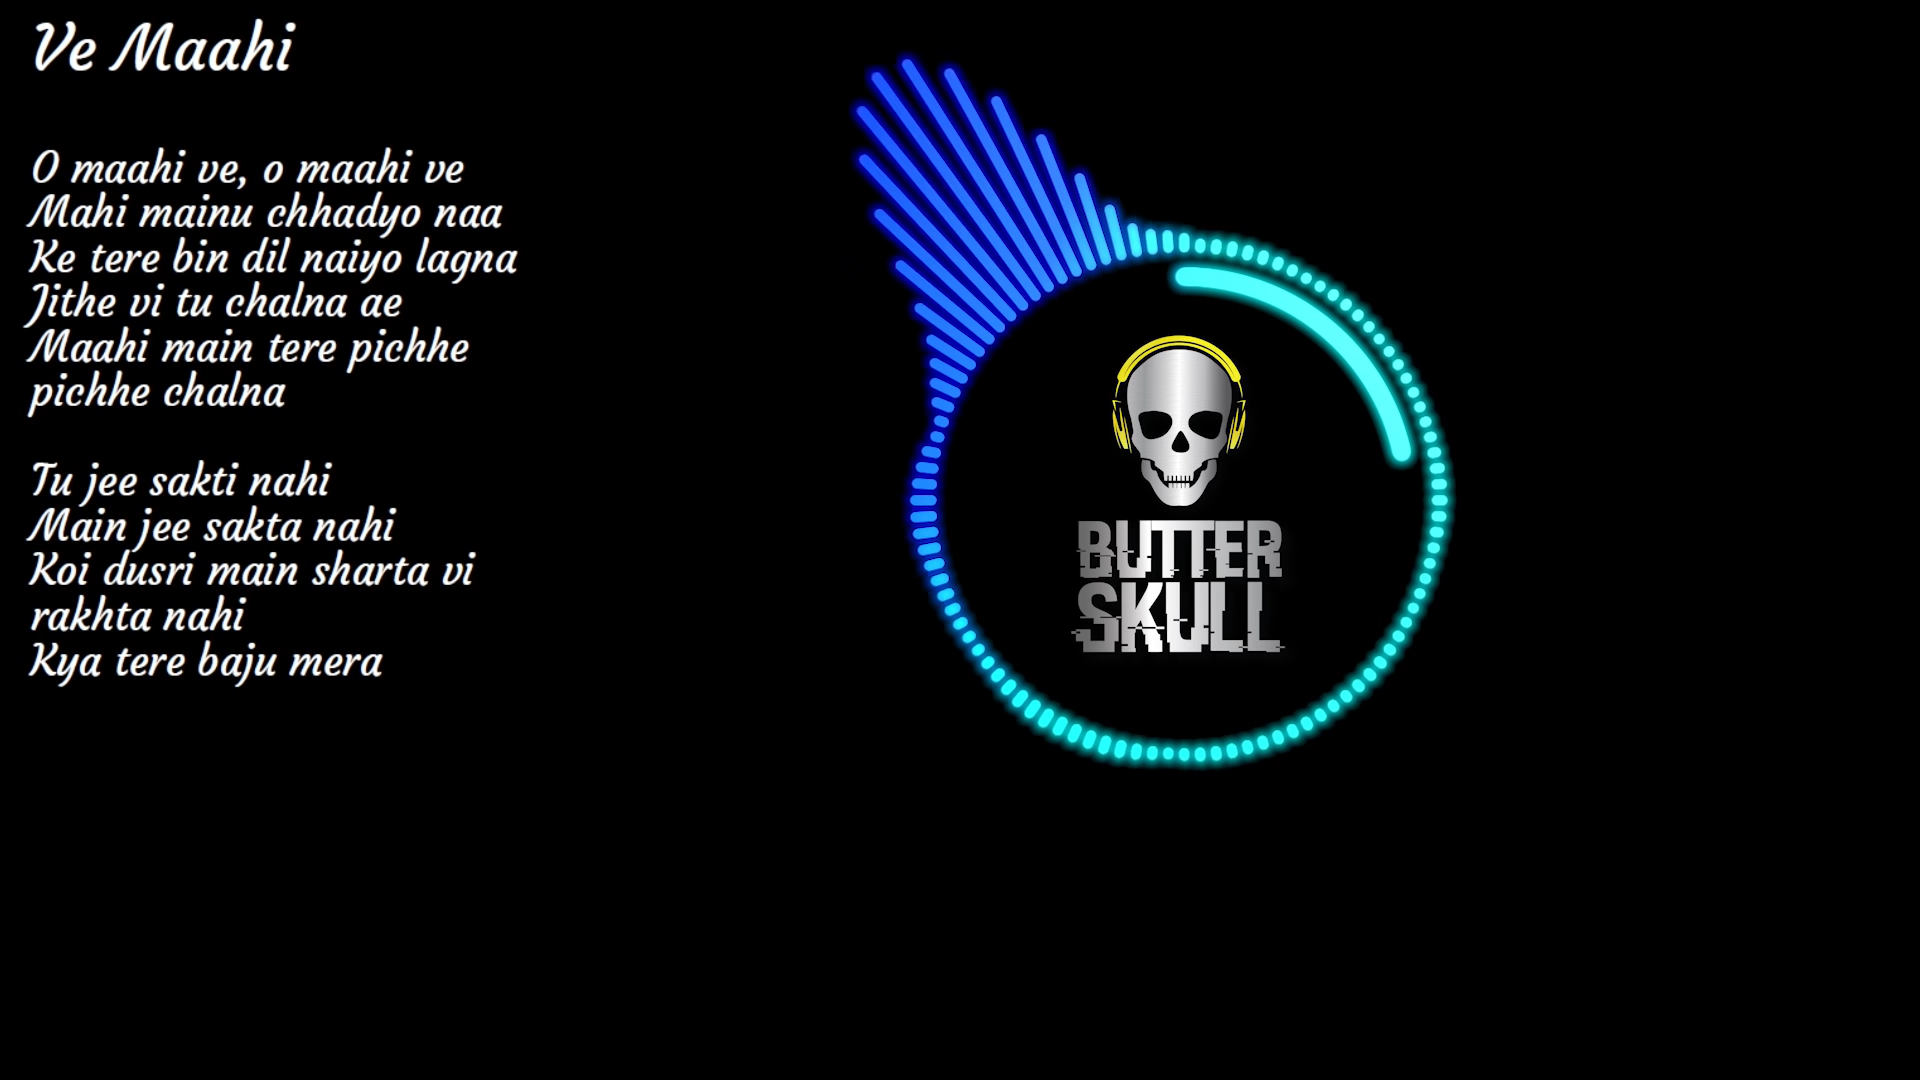 Ve Maahi
O maahi ve, o maahi ve
Mahi mainu chhadyo naa
Ke tere bin dil naiyo lagna
Jithe vi tu chalna ae
Maahi main tere pichhe
pichhe chalna
Tu jee sakti nahi
Main jee sakta nahi
Koi dusri main sharta vi
rakhta nahi
Kya tere baju mera
BUTTER
SKULL